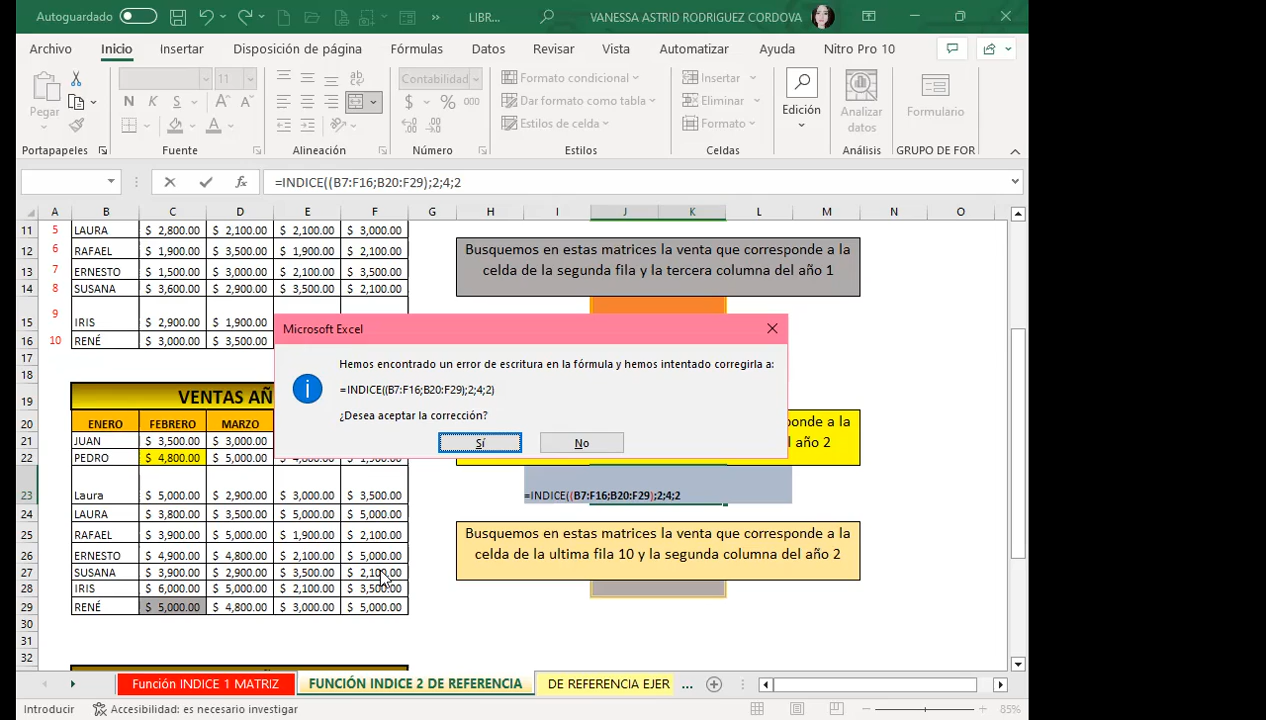 Autoguardado LIBR... VANESSA ASTRID RODRIGUEZ CORDOVA
Archivo Inicio Insertar Disposición de página Fórmulas Datos Revisar Vista Automatizar Ayuda Nitro Pro 10
Pegar N K S 11 A A A ab Contabilidad $ % 000 Formato condicional Dar formato como tabla Estilos de celda Insertar Eliminar Formato Edición Analizar datos Formulario
Portapapeles Fuente Alineación Número Estilos Celdas Análisis GRUPO DE FOR
fx =INDICE((B7:F16;B20:F29);2;4;2
A B C D E F G H I J K L M N O
11 5 LAURA $ 2,800.00 $ 2,100.00 $ 2,100.00 $ 3,000.00
12 6 RAFAEL $ 1,900.00 $ 3,500.00 $ 1,900.00 $ 2,100.00
13 7 ERNESTO $ 1,500.00 $ 3,000.00 $ 2,100.00 $ 3,500.00
14 8 SUSANA $ 3,600.00 $ 2,900.00 $ 3,500.00 $ 2,100.00
15 9 IRIS $ 2,900.00 $ 1,900.00
16 10 RENÉ $ 3,000.00 $ 3,500.00
17
18
19 VENTAS AÑ
20 ENERO FEBRERO MARZO
21 JUAN $ 3,500.00 $ 3,000.00
22 PEDRO $ 4,800.00 $ 5,000.00
23 Laura $ 5,000.00 $ 2,900.00 $ 3,000.00 $ 3,500.00
24 LAURA $ 3,800.00 $ 3,500.00 $ 5,000.00 $ 5,000.00
25 RAFAEL $ 3,900.00 $ 5,000.00 $ 1,900.00 $ 2,100.00
26 ERNESTO $ 4,900.00 $ 4,800.00 $ 2,100.00 $ 5,000.00
27 SUSANA $ 3,900.00 $ 2,900.00 $ 3,500.00 $ 2,100.00
28 IRIS $ 6,000.00 $ 5,000.00 $ 2,100.00 $ 3,500.00
29 RENÉ $ 5,000.00 $ 4,800.00 $ 3,000.00 $ 5,000.00
30
31
32
Busquemos en estas matrices la venta que corresponde a la
celda de la segunda fila y la tercera columna del año 1
Microsoft Excel
Hemos encontrado un error de escritura en la fórmula y hemos intentado corregirla a:
=INDICE((B7:F16;B20:F29);2;4;2)
¿Desea aceptar la corrección?
Sí No
ponde a la
el año 2
=INDICE((B7:F16;B20:F29);2;4;2
Busquemos en estas matrices la venta que corresponde a la
celda de la ultima fila 10 y la segunda columna del año 2
Función INDICE 1 MATRIZ FUNCIÓN INDICE 2 DE REFERENCIA DE REFERENCIA EJER ...
Introducir Accesibilidad: es necesario investigar 85%